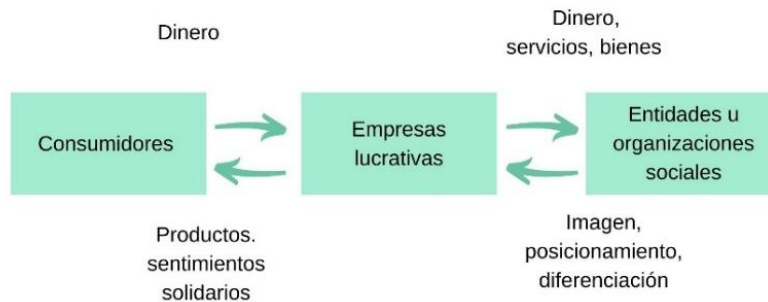 Dinero
Dinero,
servicios, bienes
Consumidores
Empresas
lucrativas
Entidades u
organizaciones
sociales
Productos.
sentimientos
solidarios
Imagen,
posicionamiento,
diferenciación